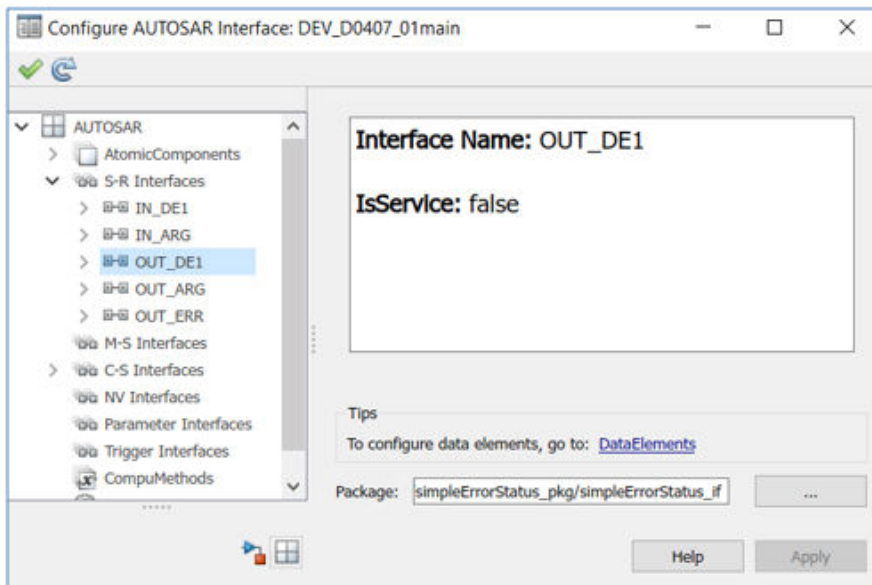 Configure AUTOSAR Interface: DEV_D0407_01main
AUTOSAR
AtomicComponents
S-R Interfaces
IN_DE1
IN_ARG
OUT_DE1
OUT_ARG
OUT_ERR
M-S Interfaces
C-S Interfaces
NV Interfaces
Parameter Interfaces
Trigger Interfaces
CompuMethods
Interface Name: OUT_DE1
IsService: false
Tips
To configure data elements, go to: DataElements
Package: simpleErrorStatus_pkg/simpleErrorStatus_if ...
Help Apply